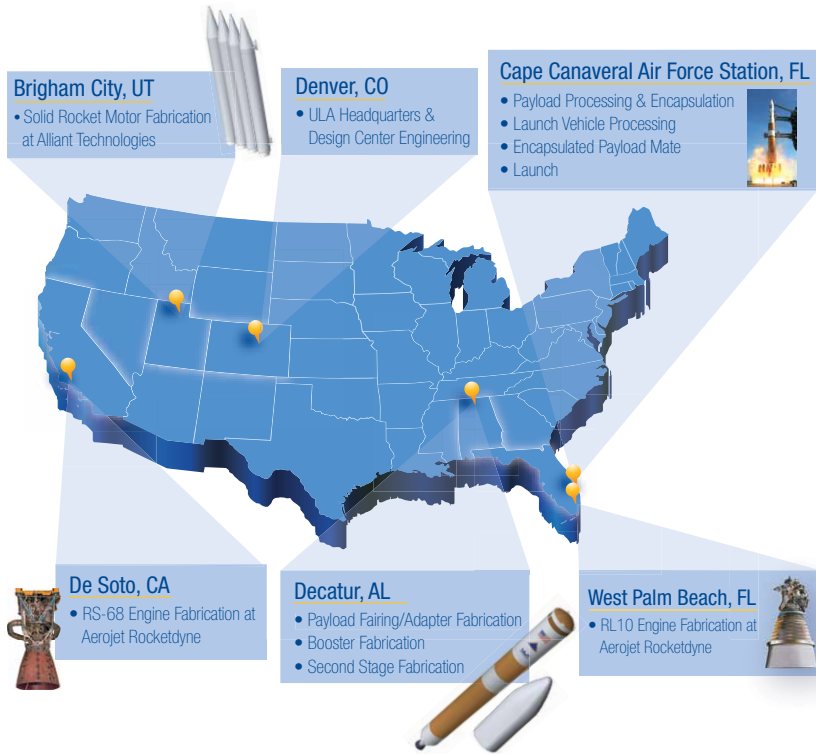 Brigham City, UT
• Solid Rocket Motor Fabrication
at Alliant Technologies
Denver, CO
• ULA Headquarters &
Design Center Engineering
Cape Canaveral Air Force Station, FL
• Payload Processing & Encapsulation
• Launch Vehicle Processing
• Encapsulated Payload Mate
• Launch
De Soto, CA
• RS-68 Engine Fabrication at
Aerojet Rocketdyne
Decatur, AL
• Payload Fairing/Adapter Fabrication
• Booster Fabrication
• Second Stage Fabrication
West Palm Beach, FL
• RL10 Engine Fabrication at
Aerojet Rocketdyne